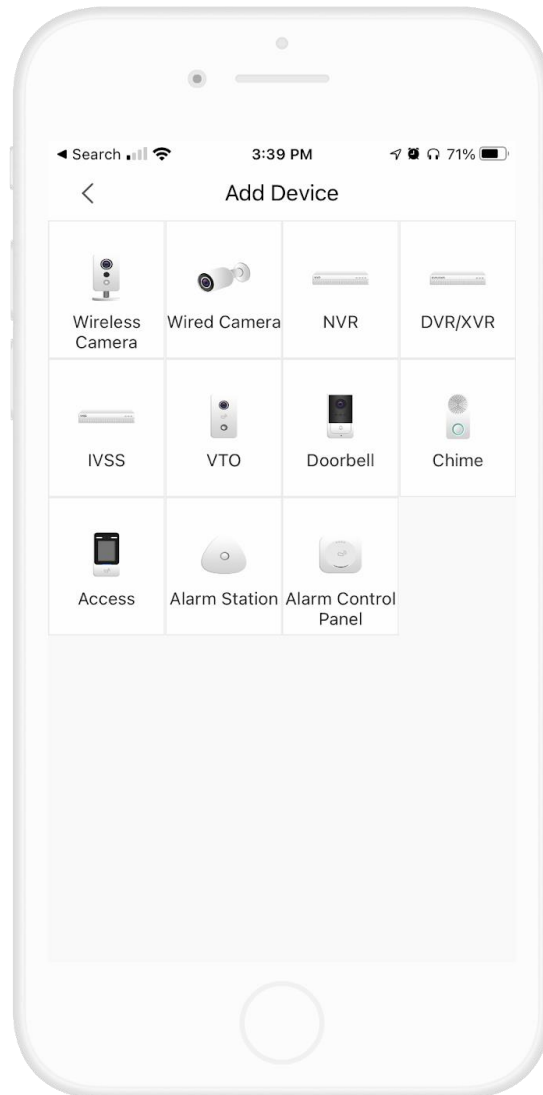 Search
3:39 PM
71%
Add Device
Wireless
Camera
Wired Camera
NVR
DVR/XVR
IVSS
VTO
Doorbell
Chime
Access
Alarm Station
Alarm Control
Panel